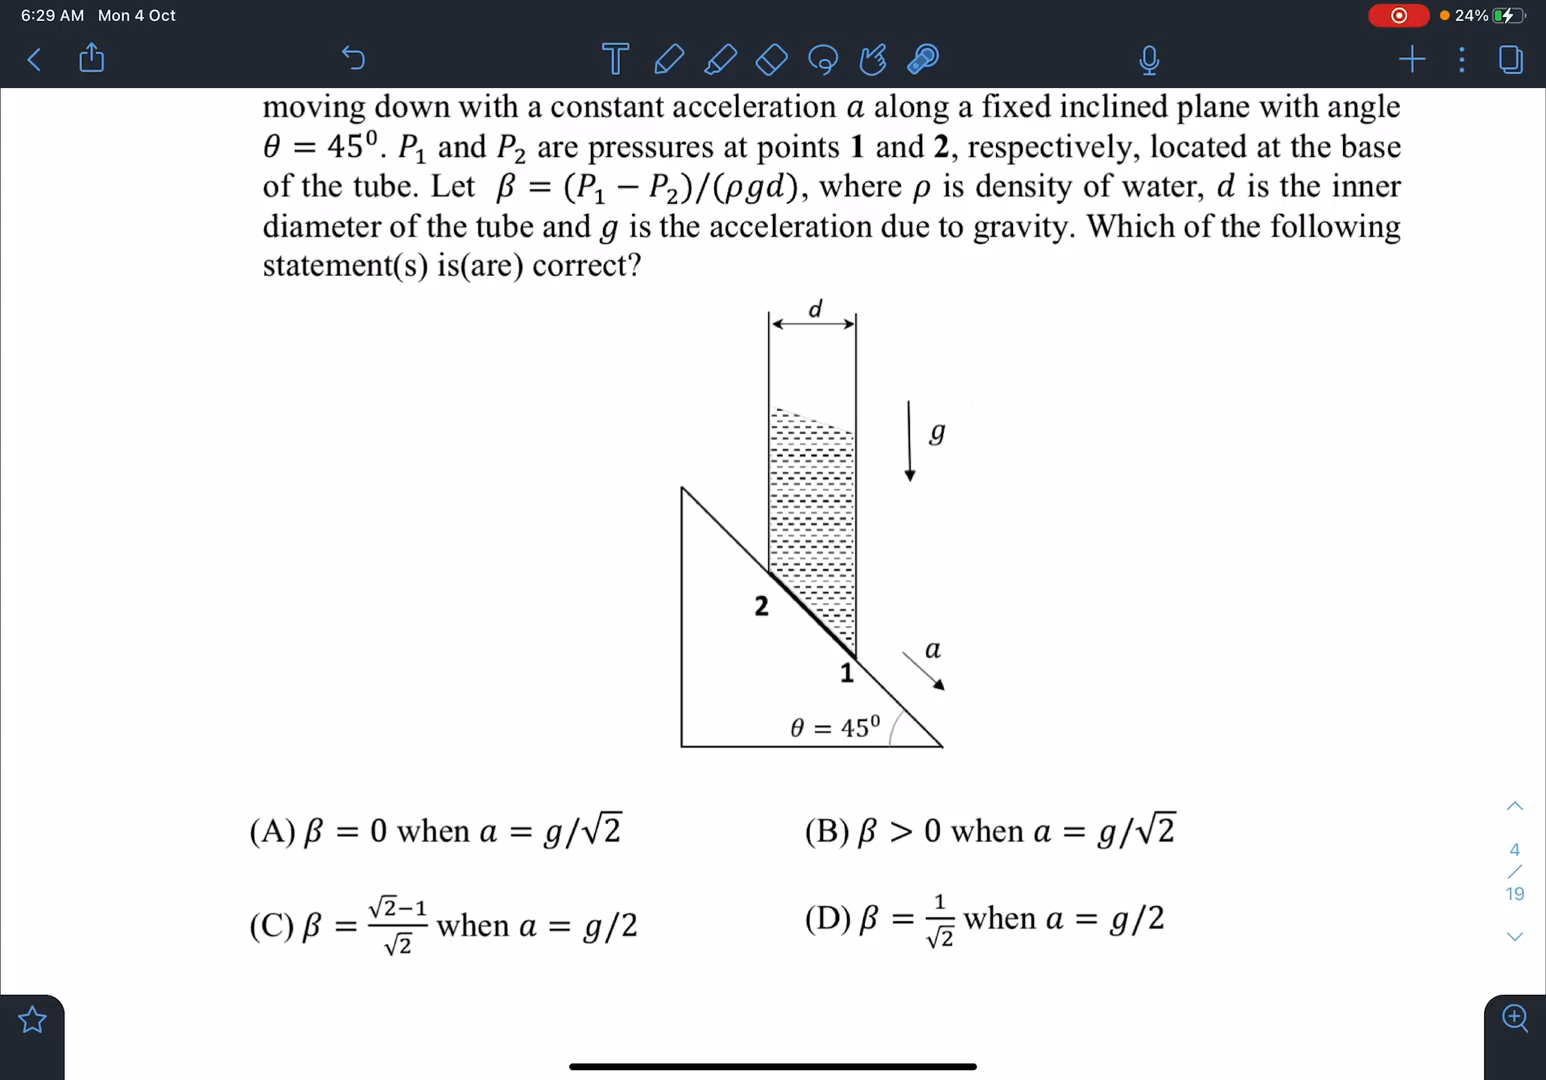 6:29 AM Mon 4 Oct
24%
moving down with a constant acceleration a along a fixed inclined plane with angle
θ = 45⁰. P₁ and P₂ are pressures at points 1 and 2, respectively, located at the base
of the tube. Let β = (P₁ − P₂)/(ρgd), where ρ is density of water, d is the inner
diameter of the tube and g is the acceleration due to gravity. Which of the following
statement(s) is(are) correct?
d
g
2
a
1
θ = 45⁰
(A) β = 0 when a = g/√2
(B) β > 0 when a = g/√2
(C) β = (√2−1)/√2 when a = g/2
(D) β = 1/√2 when a = g/2
4
/
19